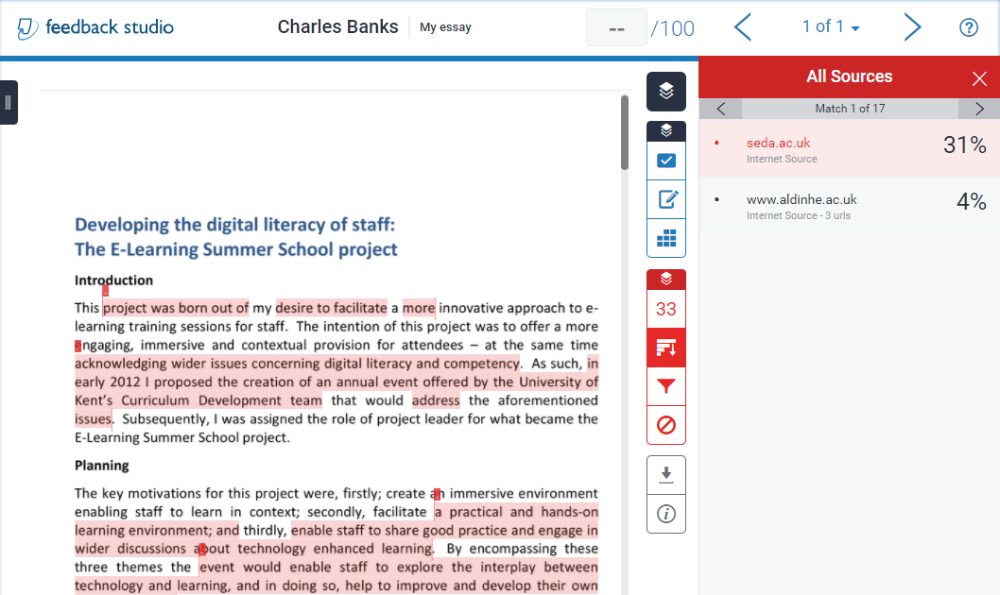 feedback studio
Charles Banks
My essay
--
/100
1 of 1
?
All Sources
Match 1 of 17
seda.ac.uk
31%
Internet Source
www.aldinhe.ac.uk
4%
Internet Source - 3 urls
33
Developing the digital literacy of staff:
The E-Learning Summer School project
Introduction
This project was born out of my desire to facilitate a more innovative approach to e-
learning training sessions for staff. The intention of this project was to offer a more
engaging, immersive and contextual provision for attendees – at the same time
acknowledging wider issues concerning digital literacy and competency. As such, in
early 2012 I proposed the creation of an annual event offered by the University of
Kent's Curriculum Development team that would address the aforementioned
issues. Subsequently, I was assigned the role of project leader for what became the
E-Learning Summer School project.
Planning
The key motivations for this project were, firstly; create an immersive environment
enabling staff to learn in context; secondly, facilitate a practical and hands-on
learning environment; and thirdly, enable staff to share good practice and engage in
wider discussions about technology enhanced learning. By encompassing these
three themes the event would enable staff to explore the interplay between
technology and learning, and in doing so, help to improve and develop their own